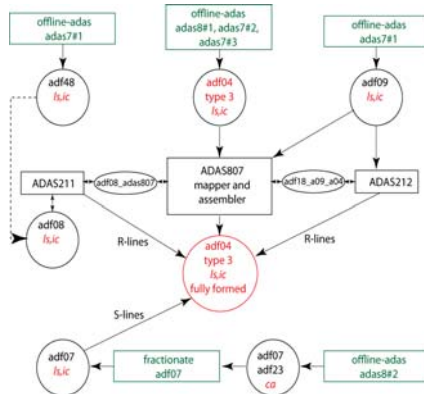 offline-adas
adas7#1
offline-adas
adas8#1, adas7#2,
adas7#3
offline-adas
adas7#1
adf48
ls,ic
adf04
type 3
ls,ic
adf09
ls,ic
ADAS211
adf08_adas807
ADAS807
mapper and
assembler
adf18_a09_a04
ADAS212
adf08
ls,ic
R-lines
R-lines
adf04
type 3
ls,ic
fully formed
S-lines
adf07
ls,ic
fractionate
adf07
adf07
adf23
ca
offline-adas
adas8#2